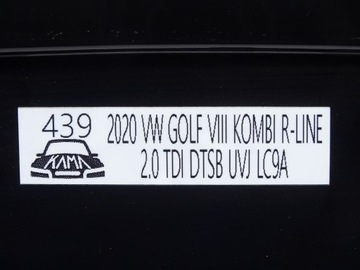 439 2020 VW GOLF VIII KOMBI R-LINE
KAMA 2.0 TDI DTSB UVJ LC9A